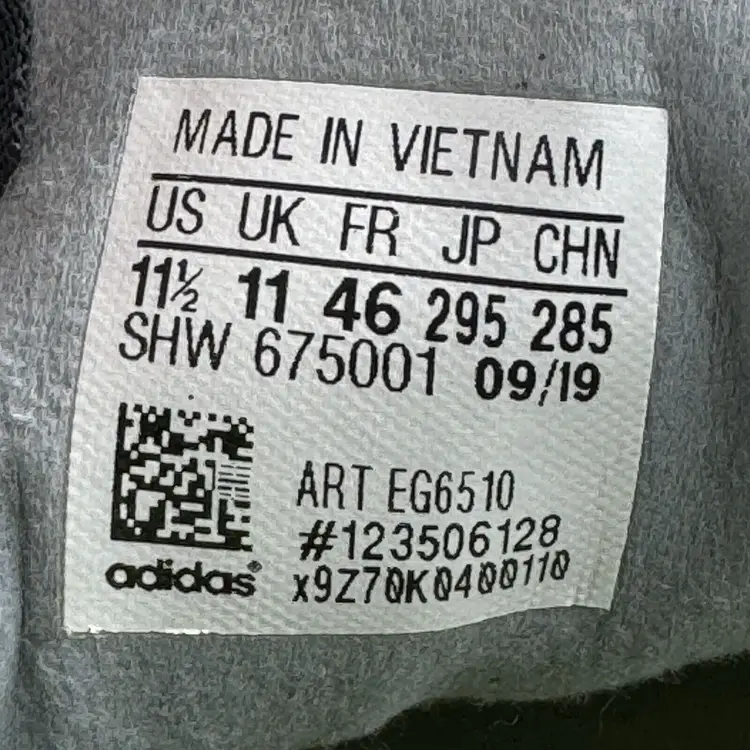 MADE IN VIETNAM
US UK FR JP CHN
11½ 11 46 295 285
SHW 675001 09/19
ART EG6510
#123506128
x9Z70K0400110
adidas®